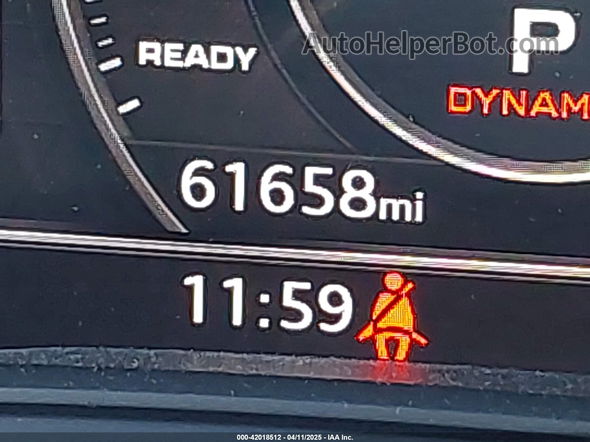 AutoHelperBot.com
P
READY
DYNAM
61658mi
11:59
000-42018512 - 04/11/2025 - IAA Inc.